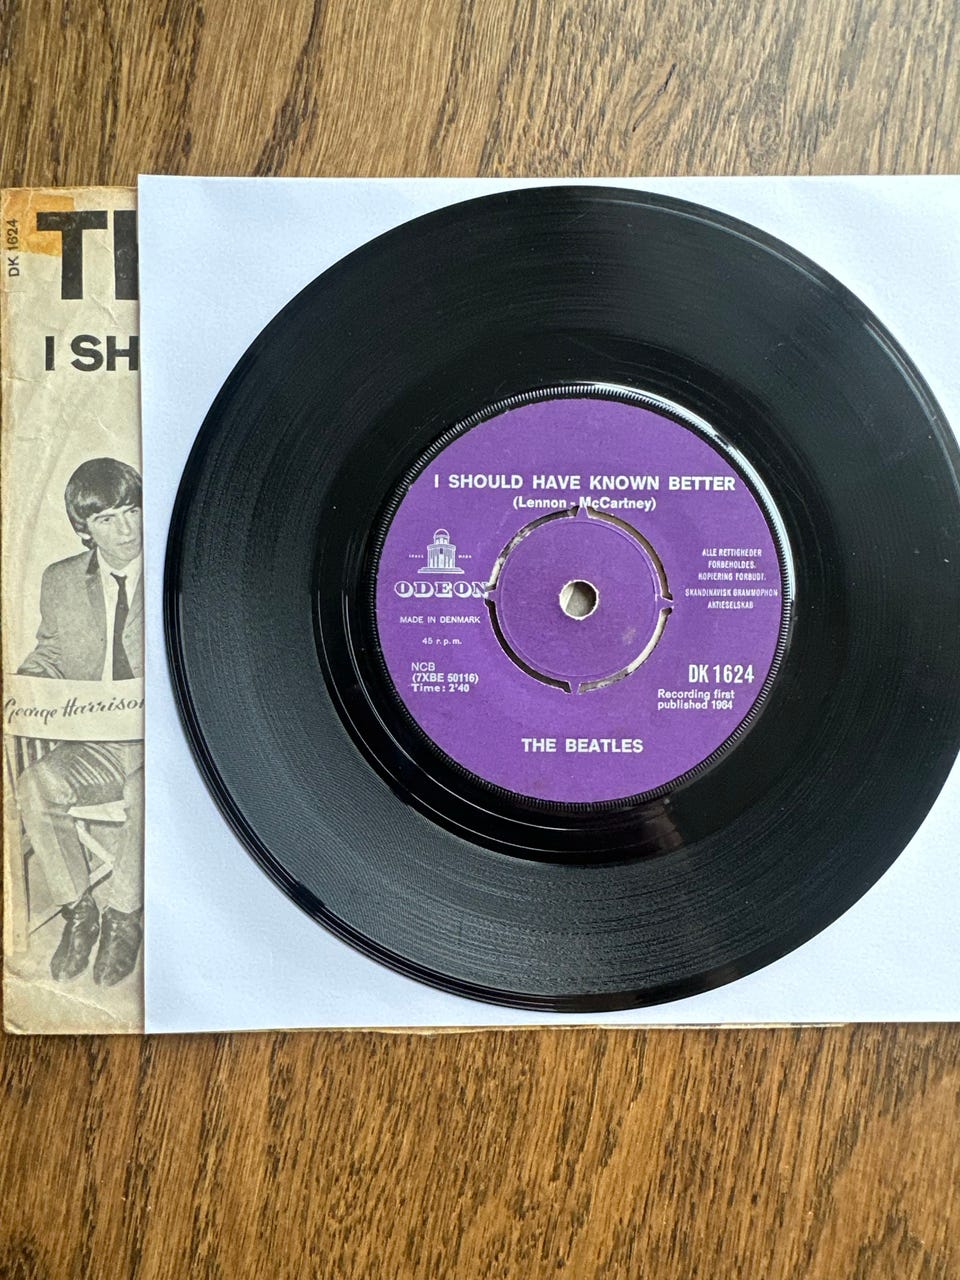 DK 1624
I SH
George Harrison
I SHOULD HAVE KNOWN BETTER
(Lennon - McCartney)
TRADE MARK
ODEON
MADE IN DENMARK
45 r.p.m.
NCB
(7XBE 50116)
Time: 2'40
ALLE RETTIGHEDER
FORBEHOLDES.
KOPIERING FORBUDT.
SKANDINAVISK GRAMMOPHON
AKTIESELSKAB
DK 1624
Recording first
published 1964
THE BEATLES